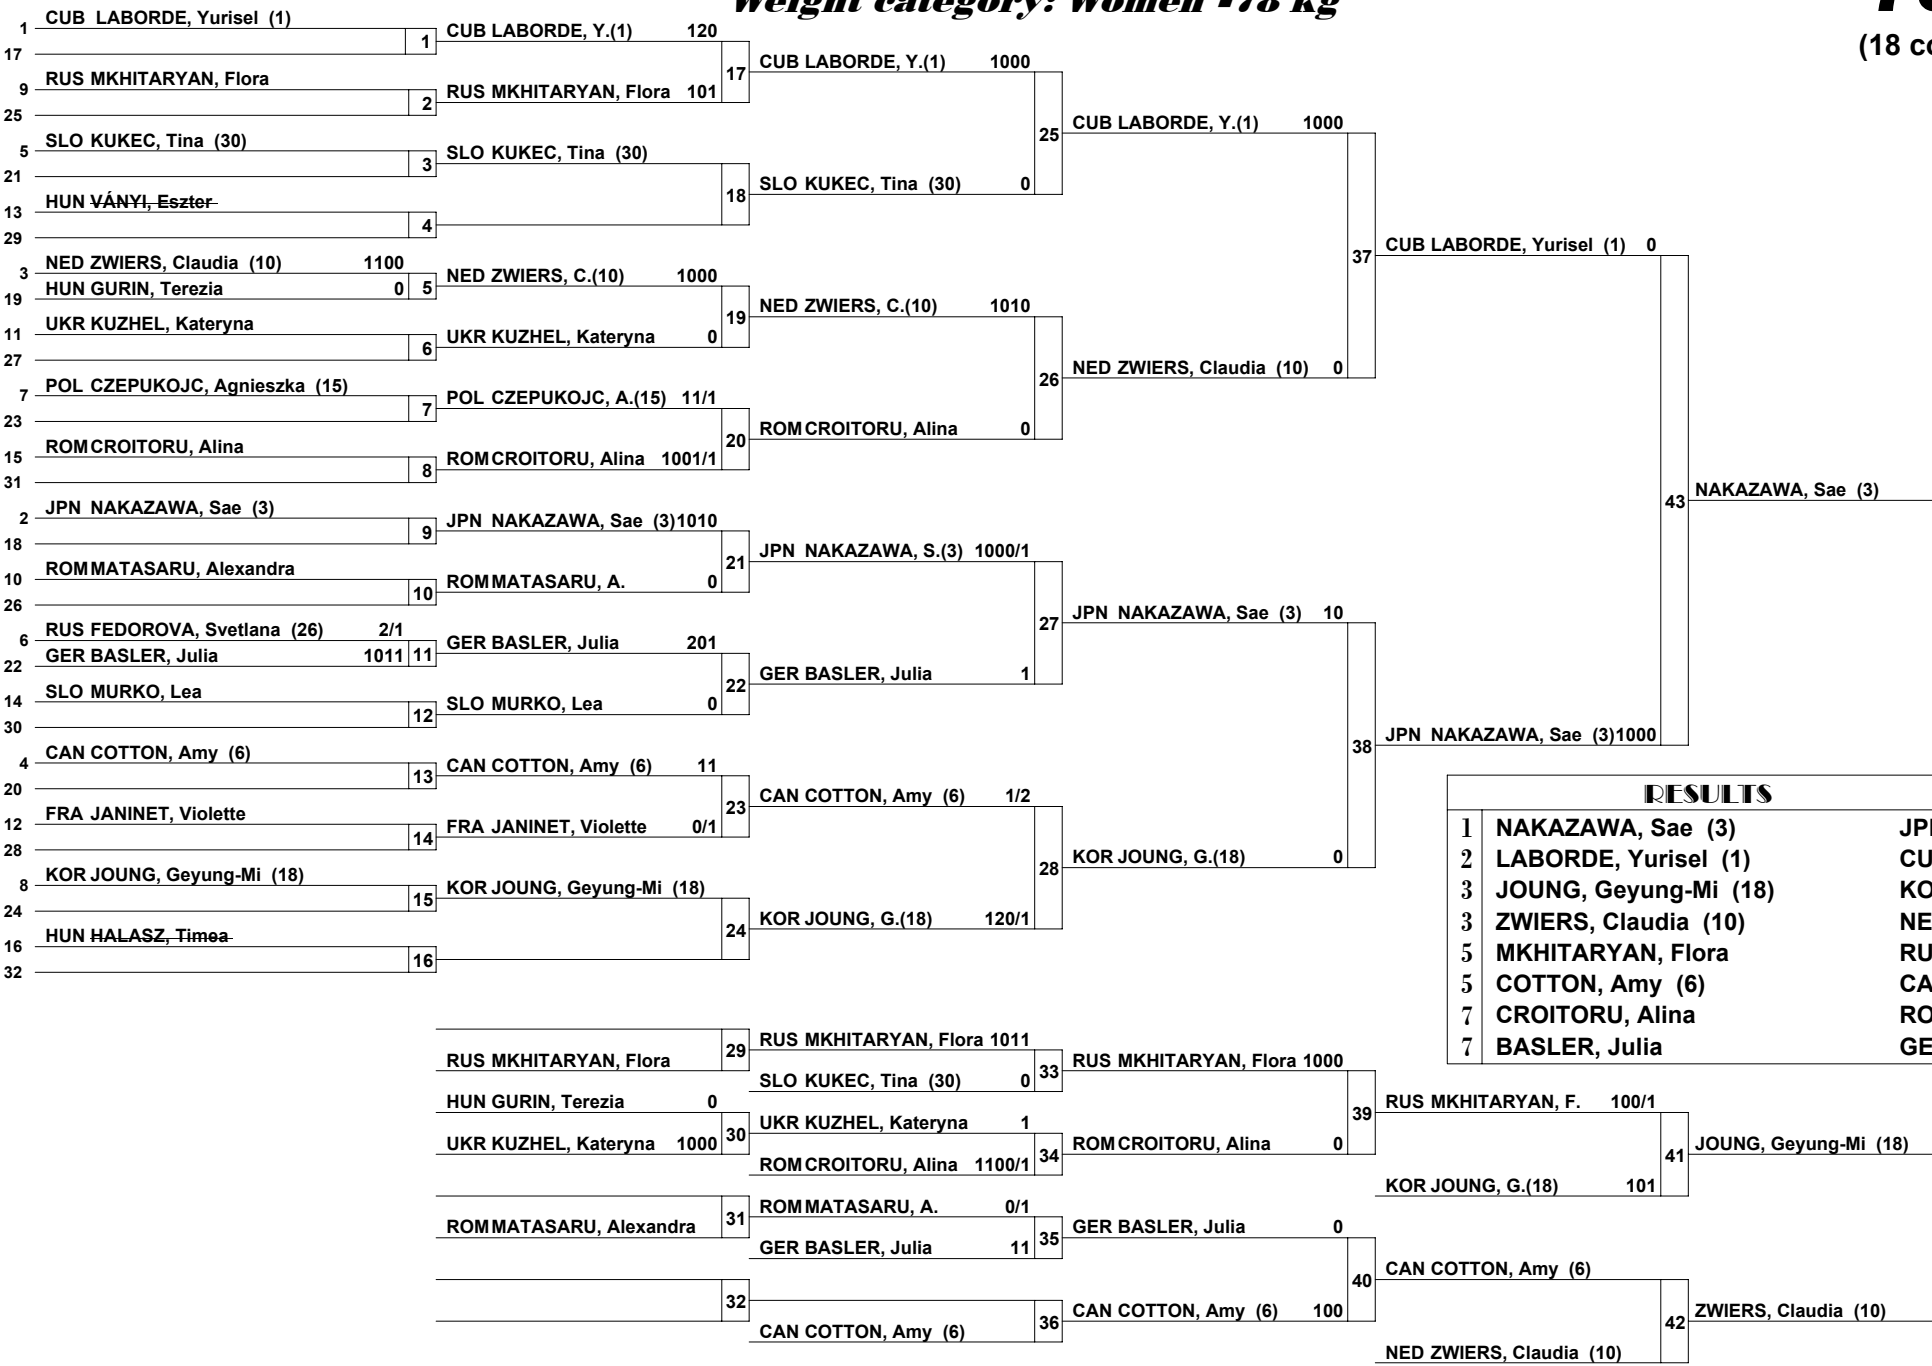 Weight category: Women -78 kg
(18 co
1 CUB LABORDE, Yurisel (1)
17
1
9 RUS MKHITARYAN, Flora
25
2
5 SLO KUKEC, Tina (30)
21
3
13 HUN VÁNYI, Eszter
29
4
3 NED ZWIERS, Claudia (10) 1100
19 HUN GURIN, Terezia 0
5
11 UKR KUZHEL, Kateryna
27
6
7 POL CZEPUKOJC, Agnieszka (15)
23
7
15 ROM CROITORU, Alina
31
8
2 JPN NAKAZAWA, Sae (3)
18
9
10 ROM MATASARU, Alexandra
26
10
6 RUS FEDOROVA, Svetlana (26) 2/1
22 GER BASLER, Julia 1011
11
14 SLO MURKO, Lea
30
12
4 CAN COTTON, Amy (6)
20
13
12 FRA JANINET, Violette
28
14
8 KOR JOUNG, Geyung-Mi (18)
24
15
16 HUN HALASZ, Timea
32
16
CUB LABORDE, Y.(1) 120
17
RUS MKHITARYAN, Flora 101
SLO KUKEC, Tina (30)
18
NED ZWIERS, C.(10) 1000
19
UKR KUZHEL, Kateryna 0
POL CZEPUKOJC, A.(15) 11/1
20
ROM CROITORU, Alina 1001/1
JPN NAKAZAWA, Sae (3)1010
21
ROM MATASARU, A. 0
GER BASLER, Julia 201
22
SLO MURKO, Lea 0
CAN COTTON, Amy (6) 11
23
FRA JANINET, Violette 0/1
KOR JOUNG, Geyung-Mi (18)
24
CUB LABORDE, Y.(1) 1000
25
SLO KUKEC, Tina (30) 0
NED ZWIERS, C.(10) 1010
26
ROM CROITORU, Alina 0
JPN NAKAZAWA, S.(3) 1000/1
27
GER BASLER, Julia 1
CAN COTTON, Amy (6) 1/2
28
KOR JOUNG, G.(18) 120/1
CUB LABORDE, Y.(1) 1000
37
NED ZWIERS, Claudia (10) 0
JPN NAKAZAWA, Sae (3) 10
38
KOR JOUNG, G.(18) 0
CUB LABORDE, Yurisel (1) 0
43
JPN NAKAZAWA, Sae (3)1000
NAKAZAWA, Sae (3)
RESULTS
1 NAKAZAWA, Sae (3) JP
2 LABORDE, Yurisel (1) CU
3 JOUNG, Geyung-Mi (18) KO
3 ZWIERS, Claudia (10) NE
5 MKHITARYAN, Flora RU
5 COTTON, Amy (6) CA
7 CROITORU, Alina RO
7 BASLER, Julia GE
29
RUS MKHITARYAN, Flora
HUN GURIN, Terezia 0
30
UKR KUZHEL, Kateryna 1000
31
ROM MATASARU, Alexandra
32
RUS MKHITARYAN, Flora 1011
33
SLO KUKEC, Tina (30) 0
UKR KUZHEL, Kateryna 1
34
ROM CROITORU, Alina 1100/1
ROM MATASARU, A. 0/1
35
GER BASLER, Julia 11
36
CAN COTTON, Amy (6)
RUS MKHITARYAN, Flora 1000
39
ROM CROITORU, Alina 0
GER BASLER, Julia 0
40
CAN COTTON, Amy (6) 100
RUS MKHITARYAN, F. 100/1
41
KOR JOUNG, G.(18) 101
JOUNG, Geyung-Mi (18)
CAN COTTON, Amy (6)
42
NED ZWIERS, Claudia (10)
ZWIERS, Claudia (10)